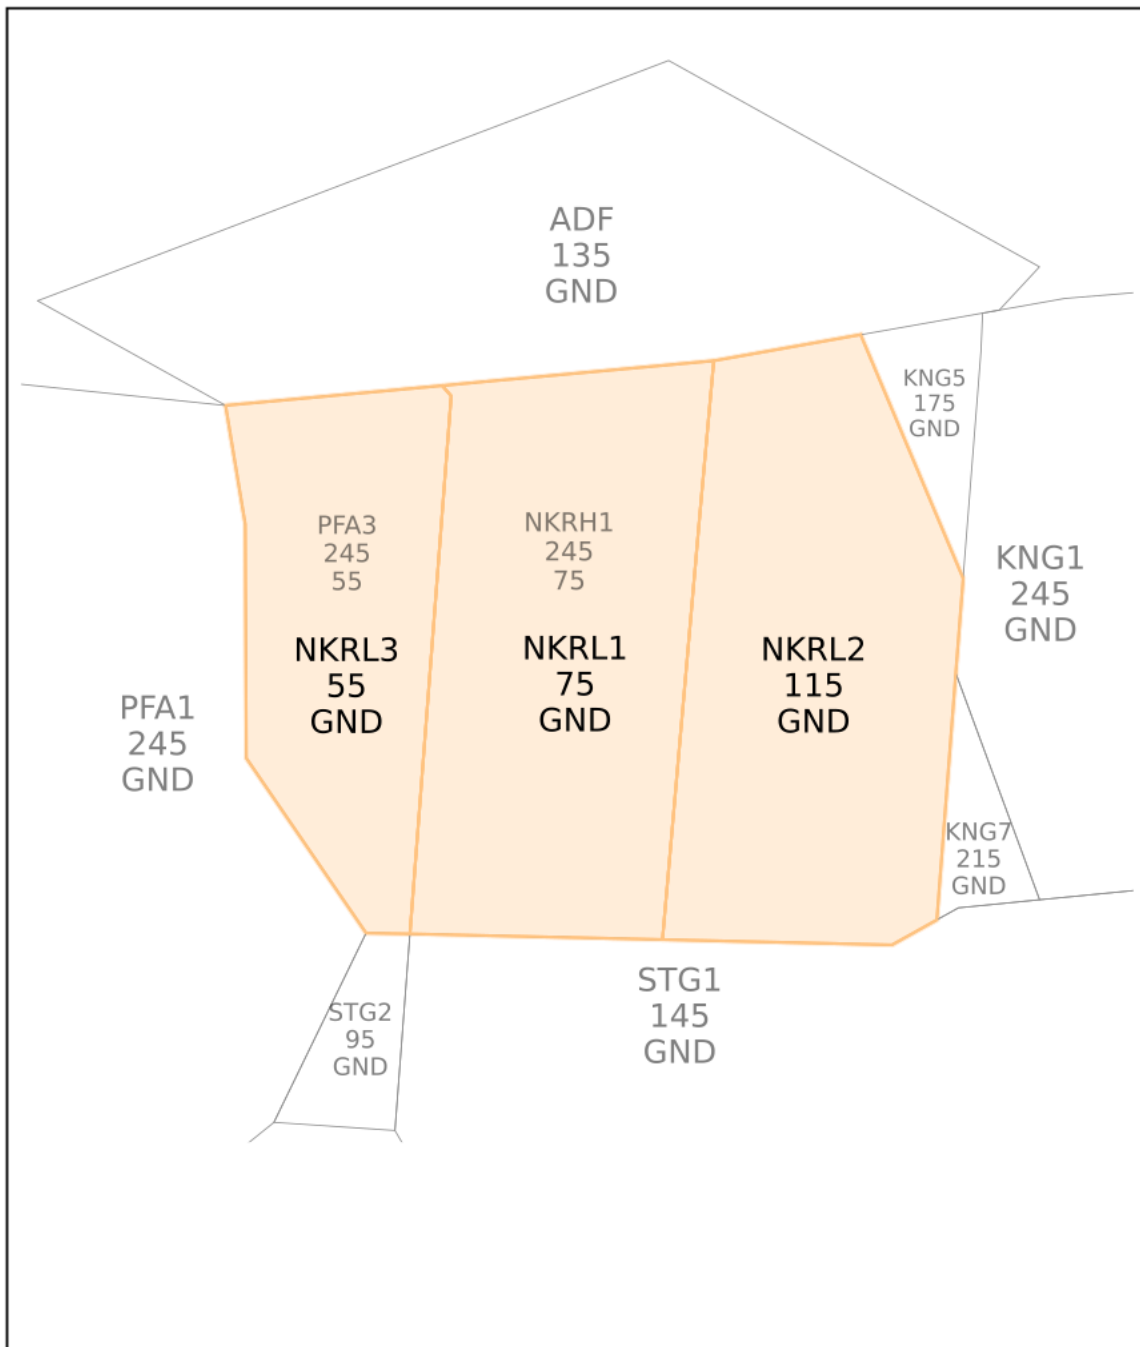 ADF
135
GND
KNG5
175
GND
PFA3
245
55
NKRH1
245
75
KNG1
245
GND
NKRL3
55
GND
NKRL1
75
GND
NKRL2
115
GND
PFA1
245
GND
KNG7
215
GND
STG1
145
GND
STG2
95
GND